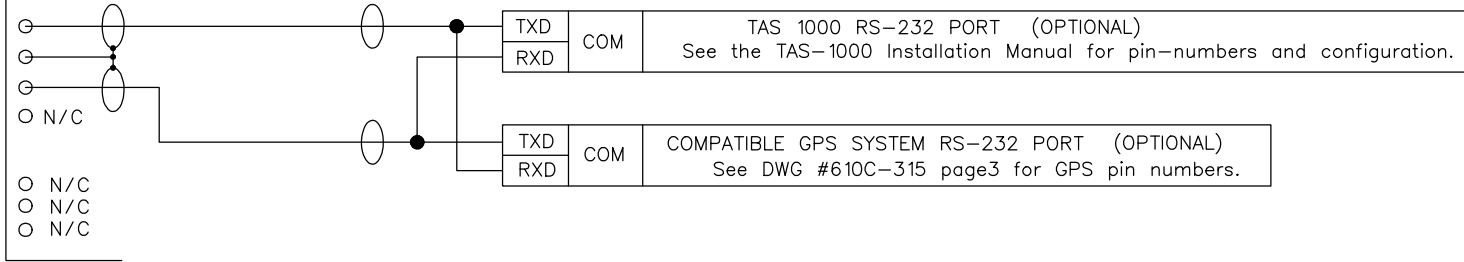 TXD
RXD
COM
TAS 1000 RS-232 PORT (OPTIONAL)
See the TAS-1000 Installation Manual for pin-numbers and configuration.
N/C
TXD
RXD
COM
COMPATIBLE GPS SYSTEM RS-232 PORT (OPTIONAL)
See DWG #610C-315 page3 for GPS pin numbers.
N/C
N/C
N/C